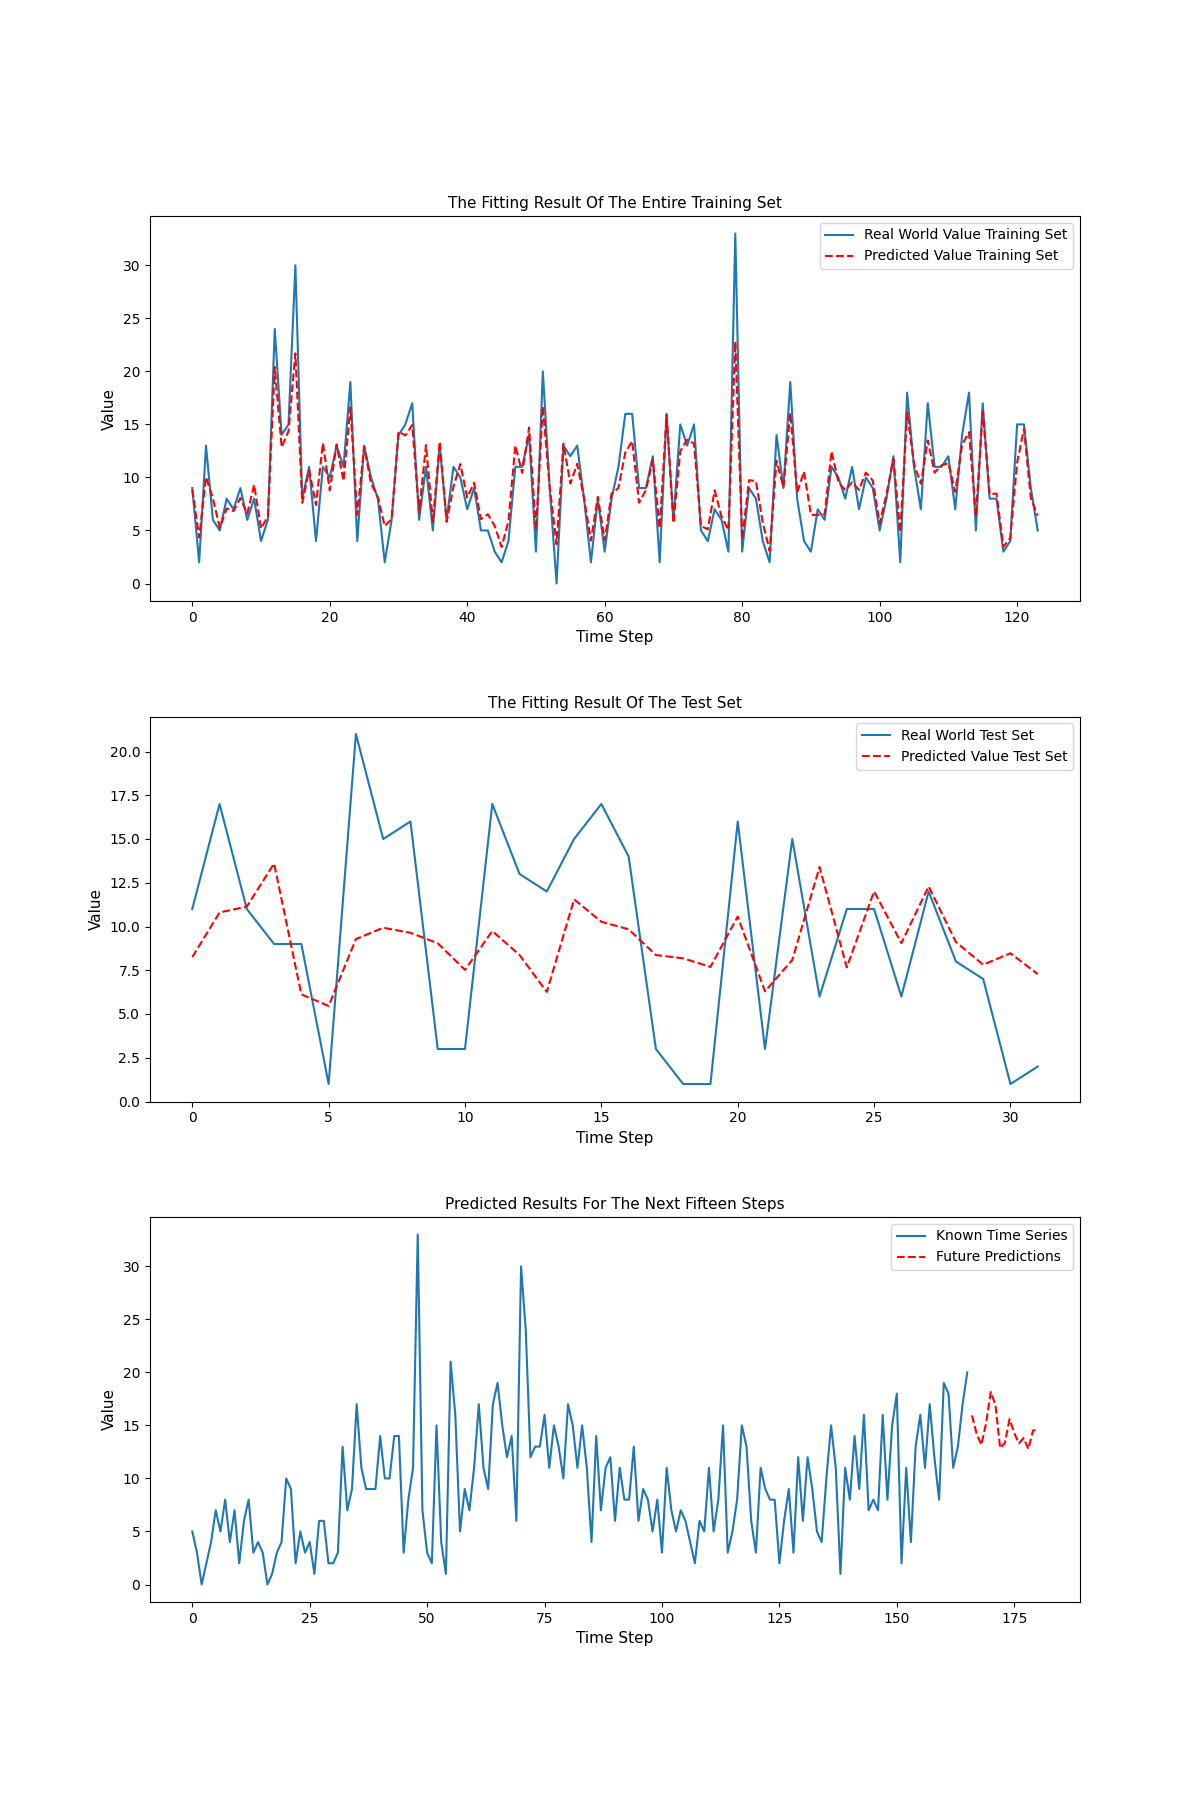 The Fitting Result Of The Entire Training Set
Real World Value Training Set
Predicted Value Training Set
Value
30
25
20
15
10
5
0
0 20 40 60 80 100 120
Time Step
The Fitting Result Of The Test Set
Real World Test Set
Predicted Value Test Set
Value
20.0
17.5
15.0
12.5
10.0
7.5
5.0
2.5
0.0
0 5 10 15 20 25 30
Time Step
Predicted Results For The Next Fifteen Steps
Known Time Series
Future Predictions
Value
30
25
20
15
10
5
0
0 25 50 75 100 125 150 175
Time Step